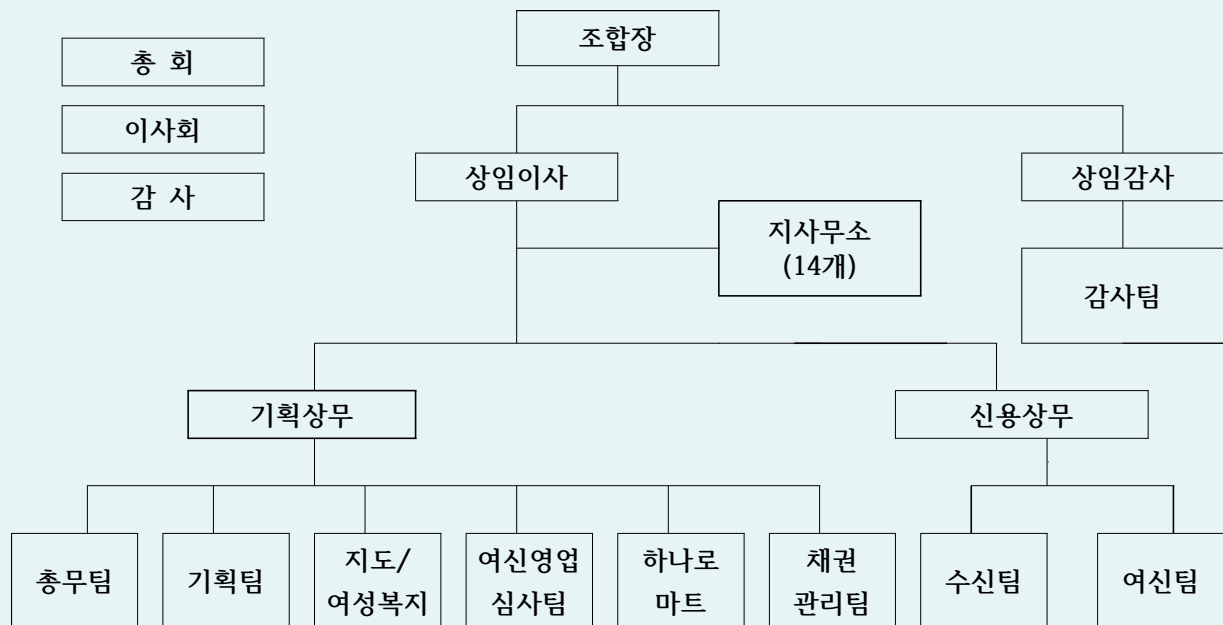 조합장
총 회
이사회
감 사
상임이사
상임감사
지사무소
(14개)
감사팀
기획상무
신용상무
총무팀
기획팀
지도/
여성복지
여신영업
심사팀
하나로
마트
채권
관리팀
수신팀
여신팀